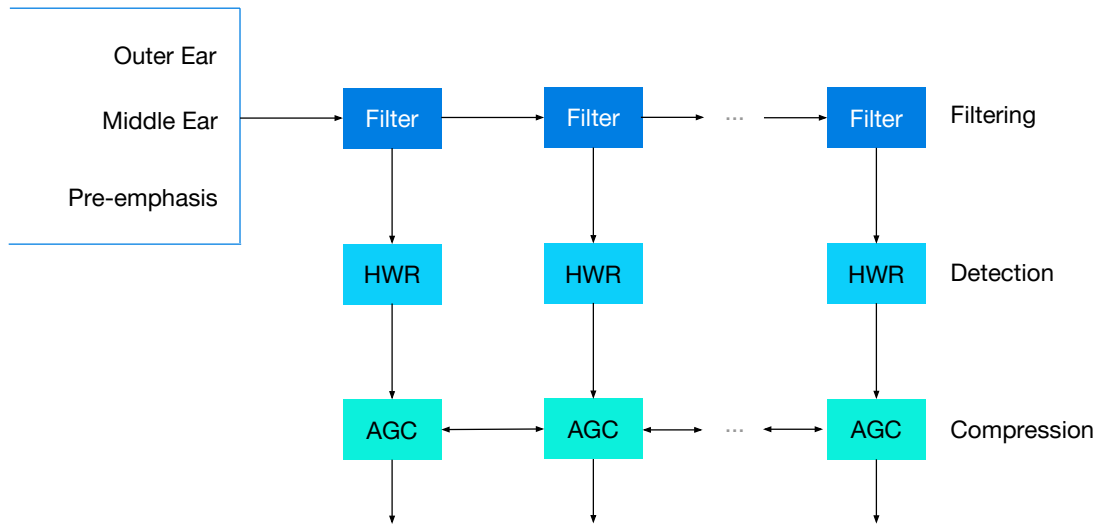 Outer Ear
Middle Ear
Pre-emphasis
Filter Filter ... Filter Filtering
HWR HWR HWR Detection
AGC AGC ... AGC Compression